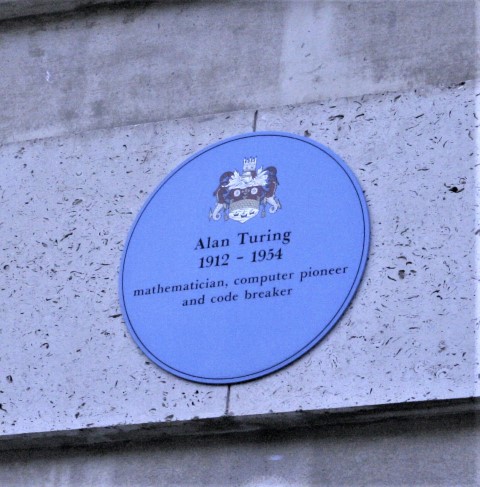 Alan Turing
1912 - 1954
mathematician, computer pioneer
and code breaker